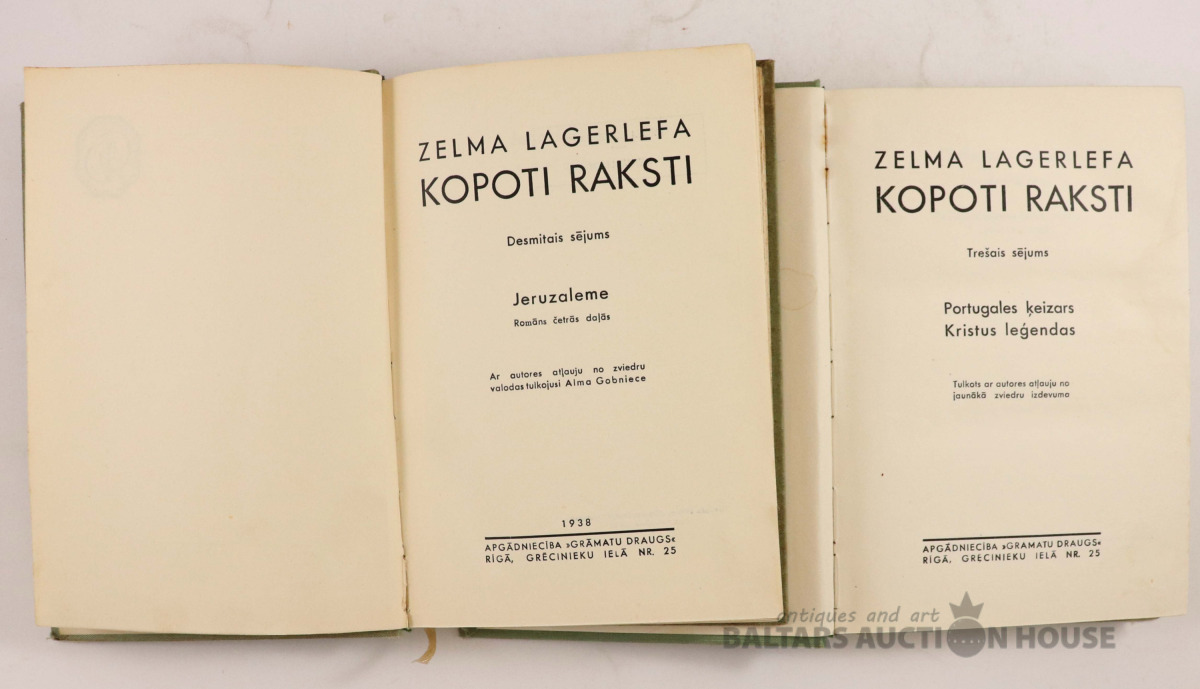 ZELMA LAGERLEFA
KOPOTI RAKSTI
Desmitais sējums
Jeruzaleme
Romāns četrās daļās
Ar autores atļauju no zviedru
valodas tulkojusi Alma Gobniece
1938
APGĀDNIECĪBA »GRĀMATU DRAUGS«
RĪGĀ, GRĒCINIEKU IELĀ NR. 25
ZELMA LAGERLEFA
KOPOTI RAKSTI
Trešais sējums
Portugales ķeizars
Kristus leģendas
Tulkots ar autores atļauju no
jaunākā zviedru izdevuma
APGĀDNIECĪBA »GRĀMATU DRAUGS«
RĪGĀ, GRĒCINIEKU IELĀ NR. 25
antiques and art
BALTARS AUCTION HOUSE